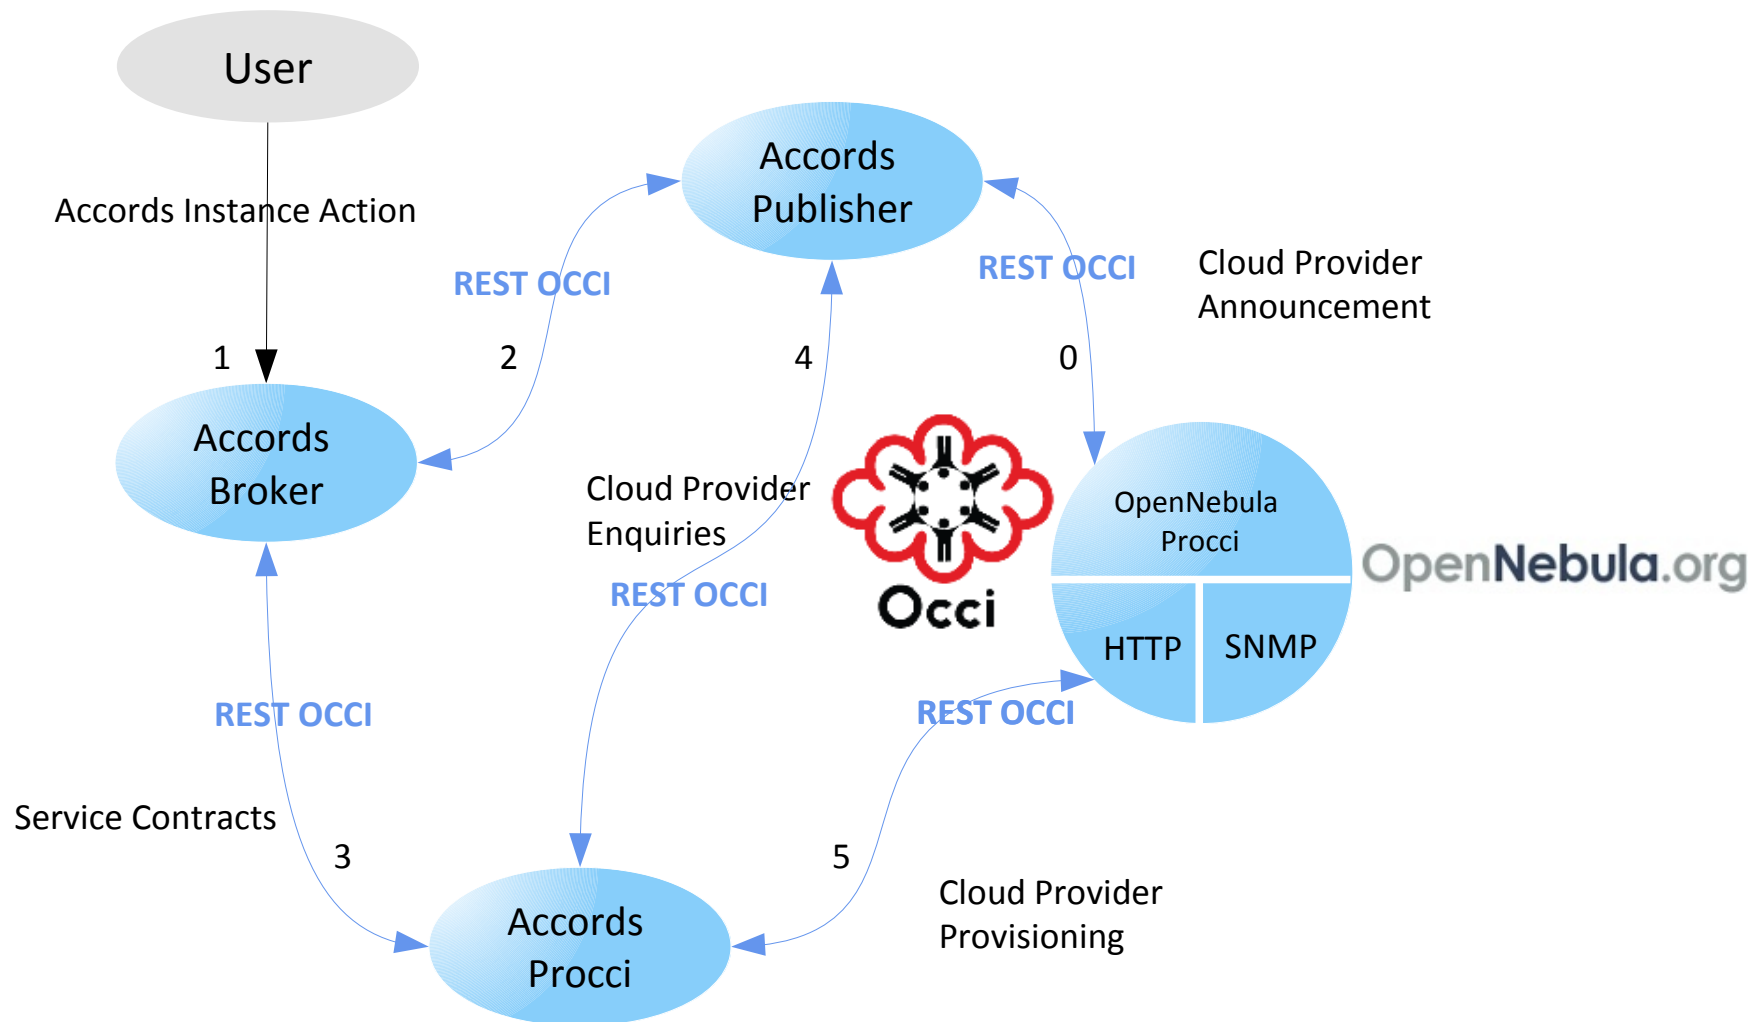 User
Accords Instance Action
Accords
Publisher
REST OCCI
REST OCCI
Cloud Provider
Announcement
1
2
4
0
Accords
Broker
Cloud Provider
Enquiries
REST OCCI
Occi
OpenNebula
Procci
OpenNebula.org
HTTP
SNMP
REST OCCI
REST OCCI
Service Contracts
3
5
Cloud Provider
Provisioning
Accords
Procci